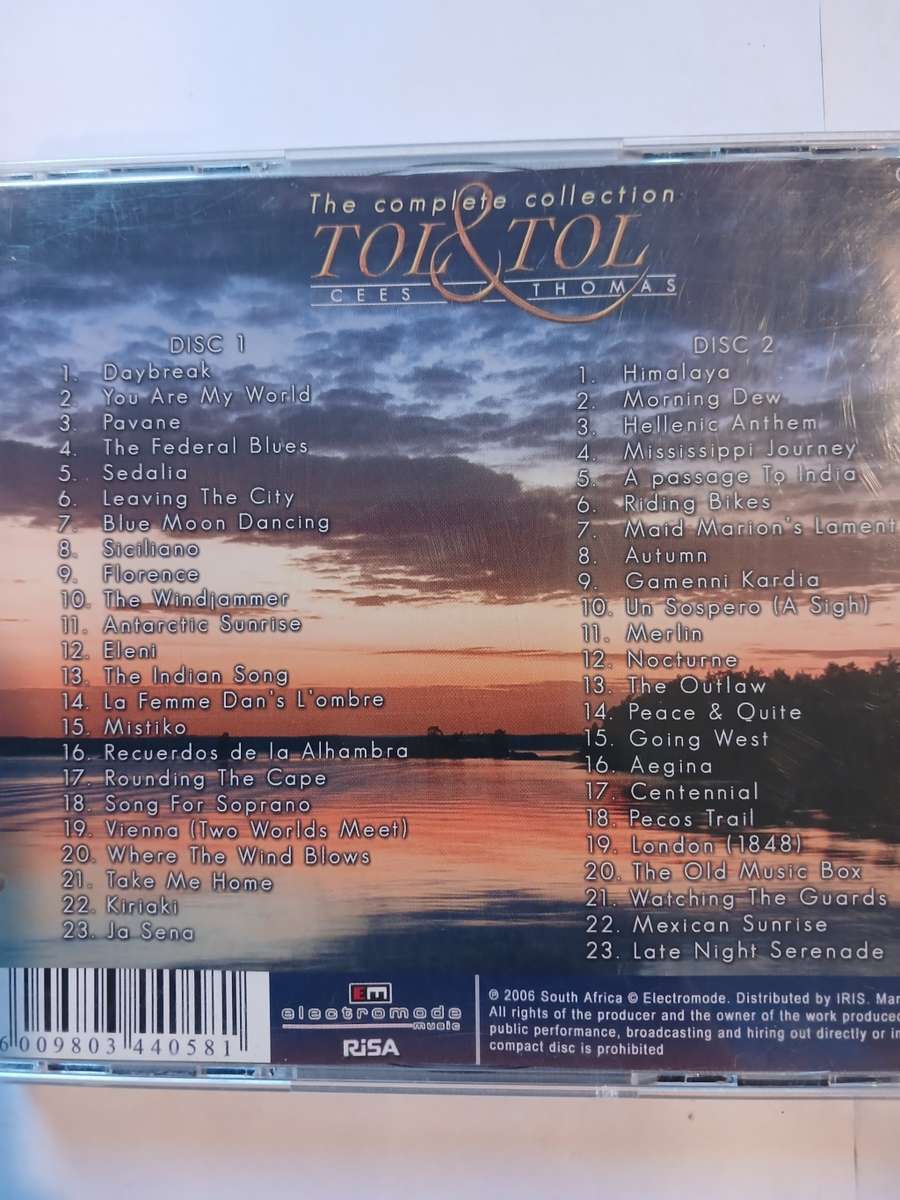 The complete collection
TOL & TOL
CEES THOMAS
DISC 1
1. Daybreak
2. You Are My World
3. Pavane
4. The Federal Blues
5. Sedalia
6. Leaving The City
7. Blue Moon Dancing
8. Siciliano
9. Florence
10. The Windjammer
11. Antarctic Sunrise
12. Eleni
13. The Indian Song
14. La Femme Dan's L'ombre
15. Mistiko
16. Recuerdos de la Alhambra
17. Rounding The Cape
18. Song For Soprano
19. Vienna (Two Worlds Meet)
20. Where The Wind Blows
21. Take Me Home
22. Kiriaki
23. Ja Sena
DISC 2
1. Himalaya
2. Morning Dew
3. Hellenic Anthem
4. Mississippi Journey
5. A passage To India
6. Riding Bikes
7. Maid Marion's Lament
8. Autumn
9. Gamenni Kardia
10. Un Sospero (A Sigh)
11. Merlin
12. Nocturne
13. The Outlaw
14. Peace & Quite
15. Going West
16. Aegina
17. Centennial
18. Pecos Trail
19. London (1848)
20. The Old Music Box
21. Watching The Guards
22. Mexican Sunrise
23. Late Night Serenade
6 009803 440581
EM
electromode
music
RiSA
℗ 2006 South Africa © Electromode. Distributed by IRIS. Mar
All rights of the producer and the owner of the work produced
public performance, broadcasting and hiring out directly or in
compact disc is prohibited